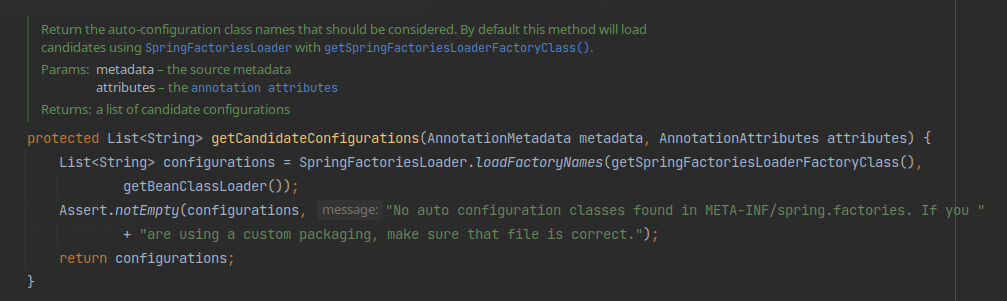 Return the auto-configuration class names that should be considered. By default this method will load
candidates using SpringFactoriesLoader with getSpringFactoriesLoaderFactoryClass().
Params: metadata – the source metadata
attributes – the annotation attributes
Returns: a list of candidate configurations
protected List<String> getCandidateConfigurations(AnnotationMetadata metadata, AnnotationAttributes attributes) {
    List<String> configurations = SpringFactoriesLoader.loadFactoryNames(getSpringFactoriesLoaderFactoryClass(),
            getBeanClassLoader());
    Assert.notEmpty(configurations, message: "No auto configuration classes found in META-INF/spring.factories. If you "
            + "are using a custom packaging, make sure that file is correct.");
    return configurations;
}